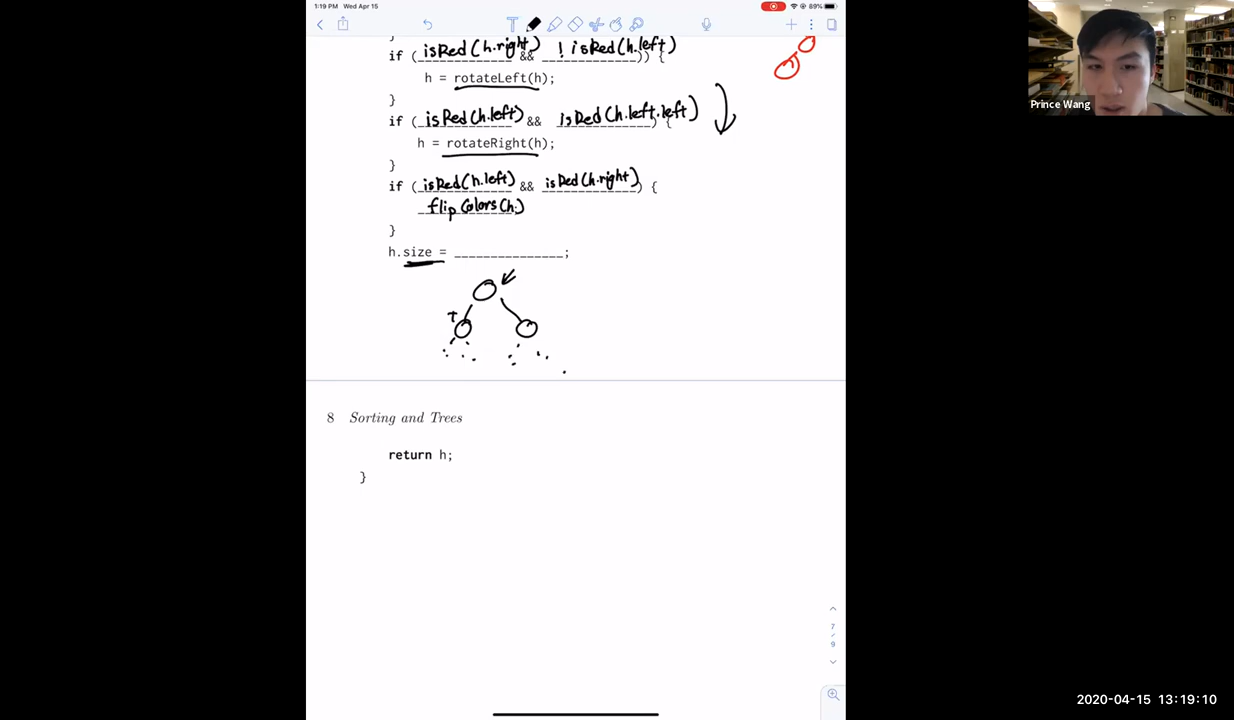 1:19 PM Wed Apr 15
89%
}
if (isRed(h.right) && !isRed(h.left)) {
h = rotateLeft(h);
}
if (isRed(h.left) && isRed(h.left.left) {
h = rotateRight(h);
}
if (isRed(h.left) && isRed(h.right)) {
flipColors(h)
}
h.size = _______________;
8 Sorting and Trees
return h;
}
7
/
9
Prince Wang
2020-04-15 13:19:10